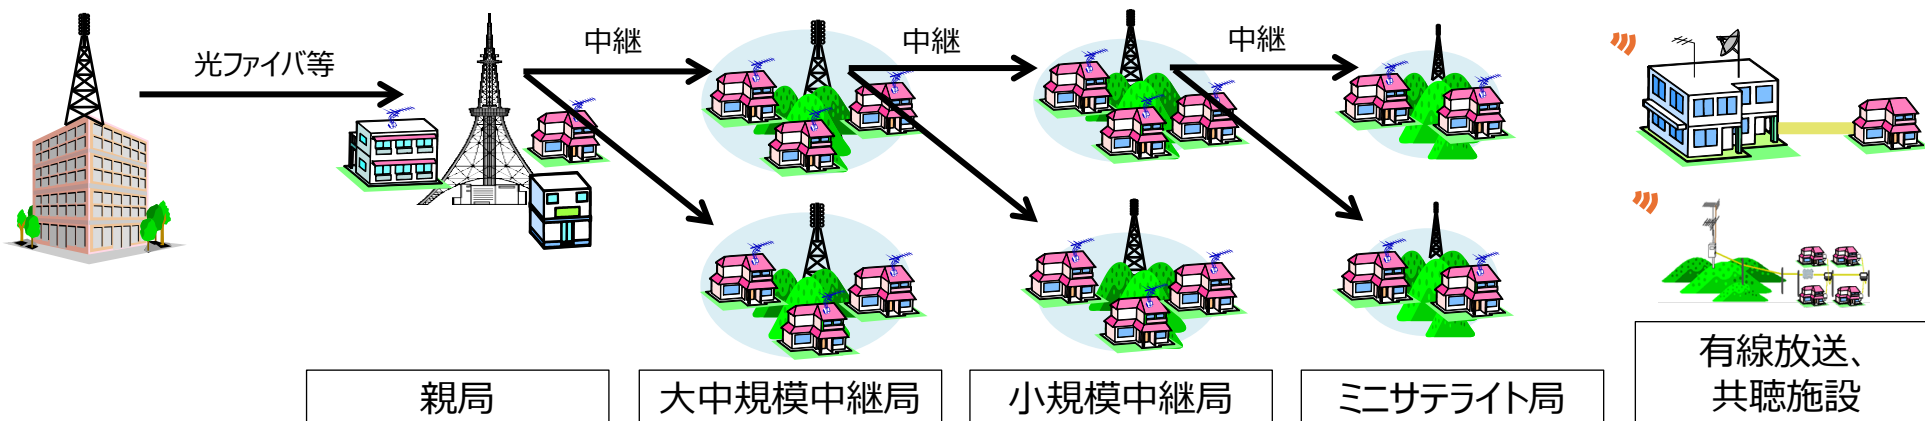 光ファイバ等
中継
中継
中継
親局
大中規模中継局
小規模中継局
ミニサテライト局
有線放送、
共聴施設